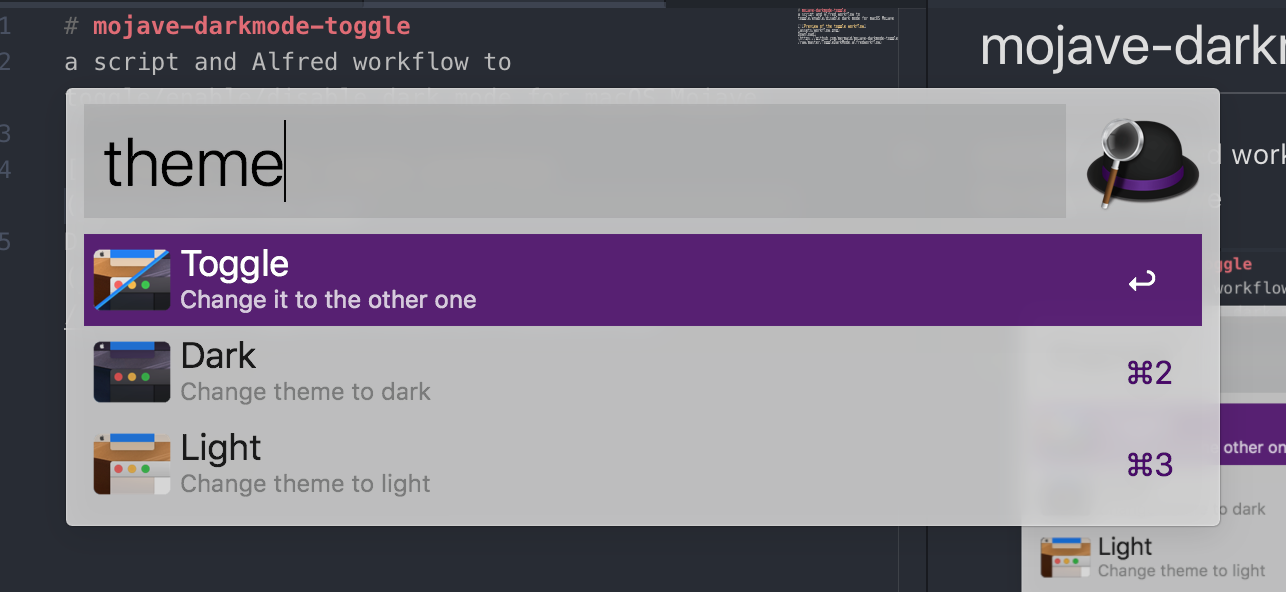 1 # mojave-darkmode-toggle
2 a script and Alfred workflow to
3
4
5
mojave-darkm
work
theme
Toggle
Change it to the other one
Dark
Change theme to dark
⌘2
Light
Change theme to light
⌘3
ggle
workflow
other on
o dark
Light
Change theme to light